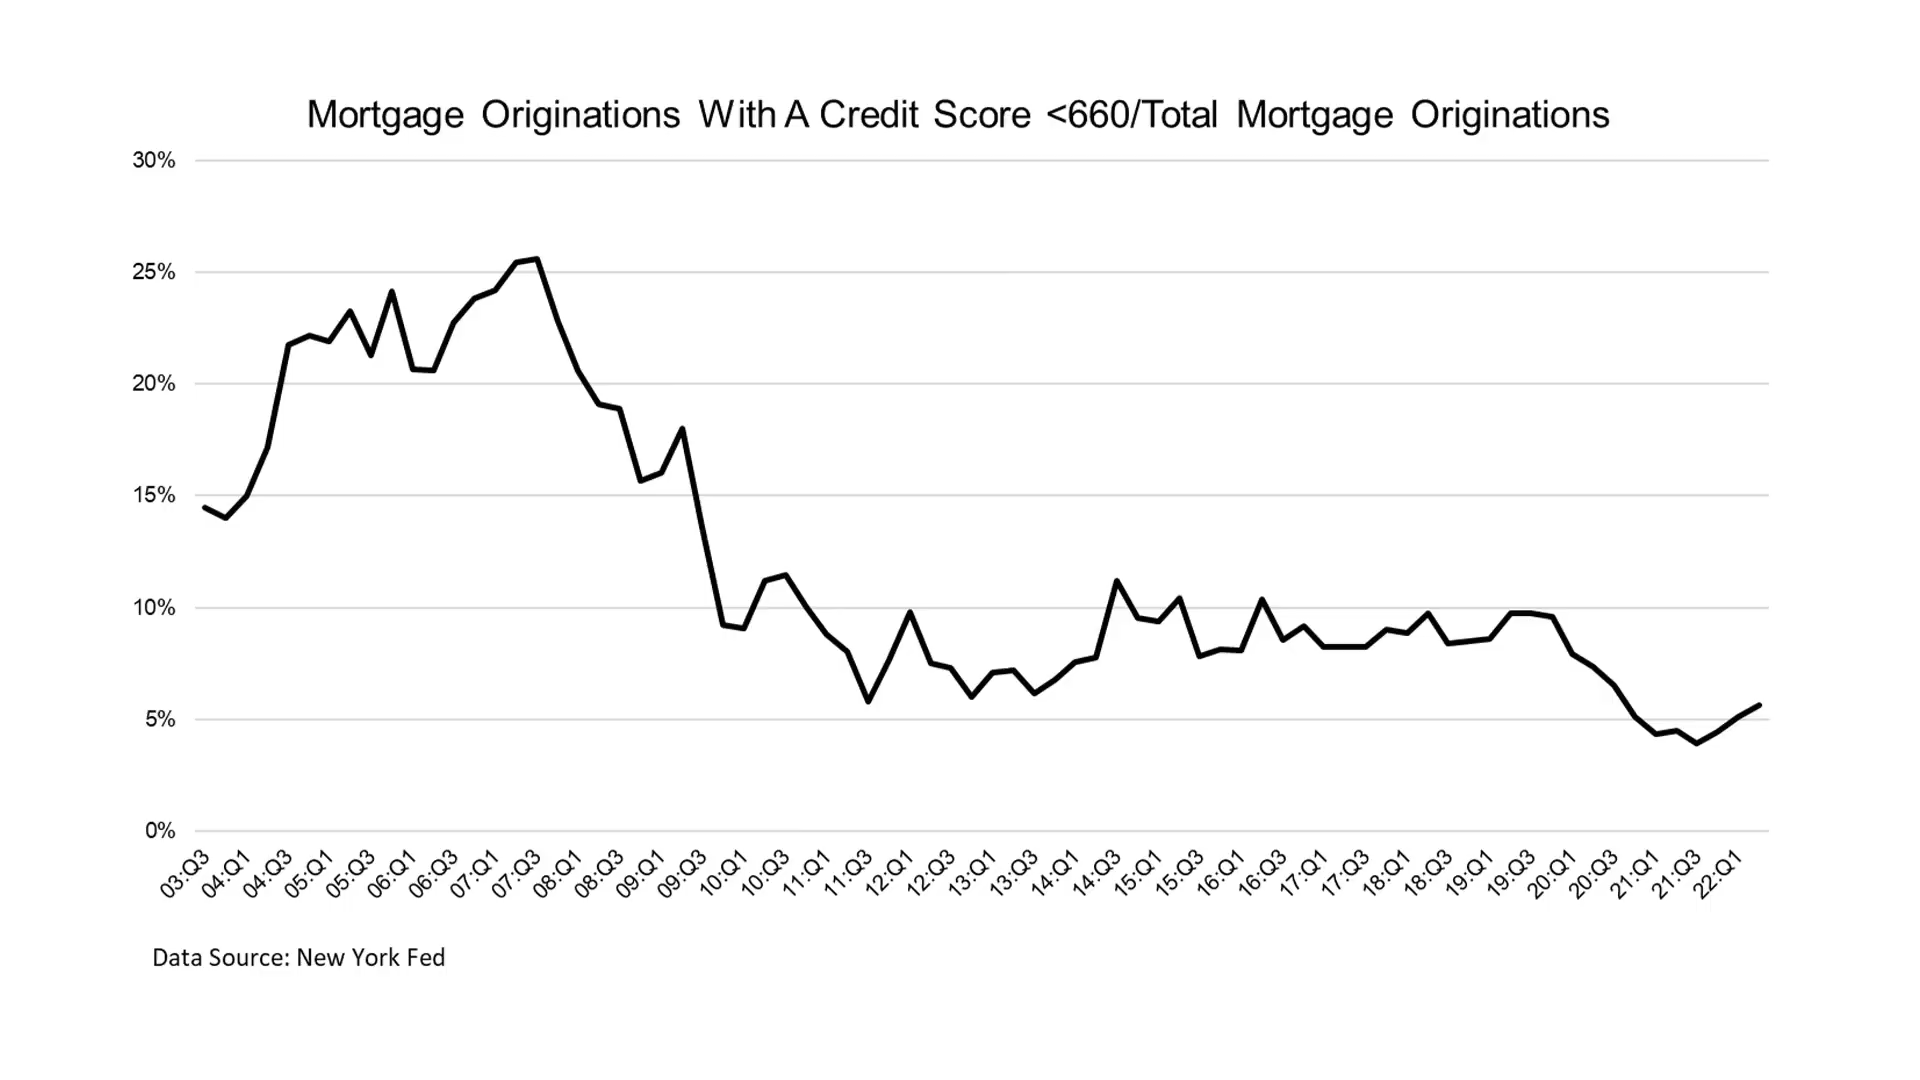 Mortgage Originations With A Credit Score <660/Total Mortgage Originations
30%
25%
20%
15%
10%
5%
0%
03:Q3
04:Q1
04:Q3
05:Q1
05:Q3
06:Q1
06:Q3
07:Q1
07:Q3
08:Q1
08:Q3
09:Q1
09:Q3
10:Q1
10:Q3
11:Q1
11:Q3
12:Q1
12:Q3
13:Q1
13:Q3
14:Q1
14:Q3
15:Q1
15:Q3
16:Q1
16:Q3
17:Q1
17:Q3
18:Q1
18:Q3
19:Q1
19:Q3
20:Q1
20:Q3
21:Q1
21:Q3
22:Q1
Data Source: New York Fed